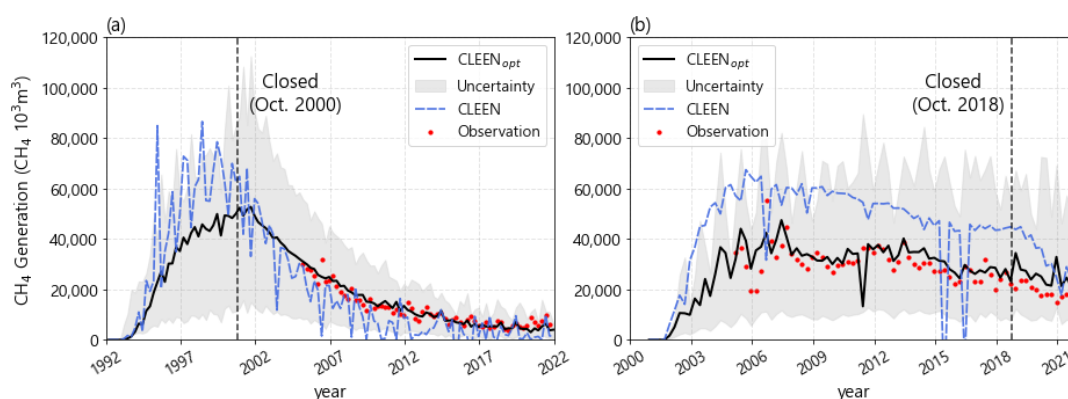 (a)
CH₄ Generation (CH₄ 10³m³)
120,000
100,000
80,000
60,000
40,000
20,000
0
1992
1997
2002
2007
2012
2017
2022
year
Closed
(Oct. 2000)
CLEENₒₚₜ
Uncertainty
CLEEN
Observation
(b)
120,000
100,000
80,000
60,000
40,000
20,000
0
2000
2003
2006
2009
2012
2015
2018
2021
year
CLEENₒₚₜ
Uncertainty
CLEEN
Observation
Closed
(Oct. 2018)